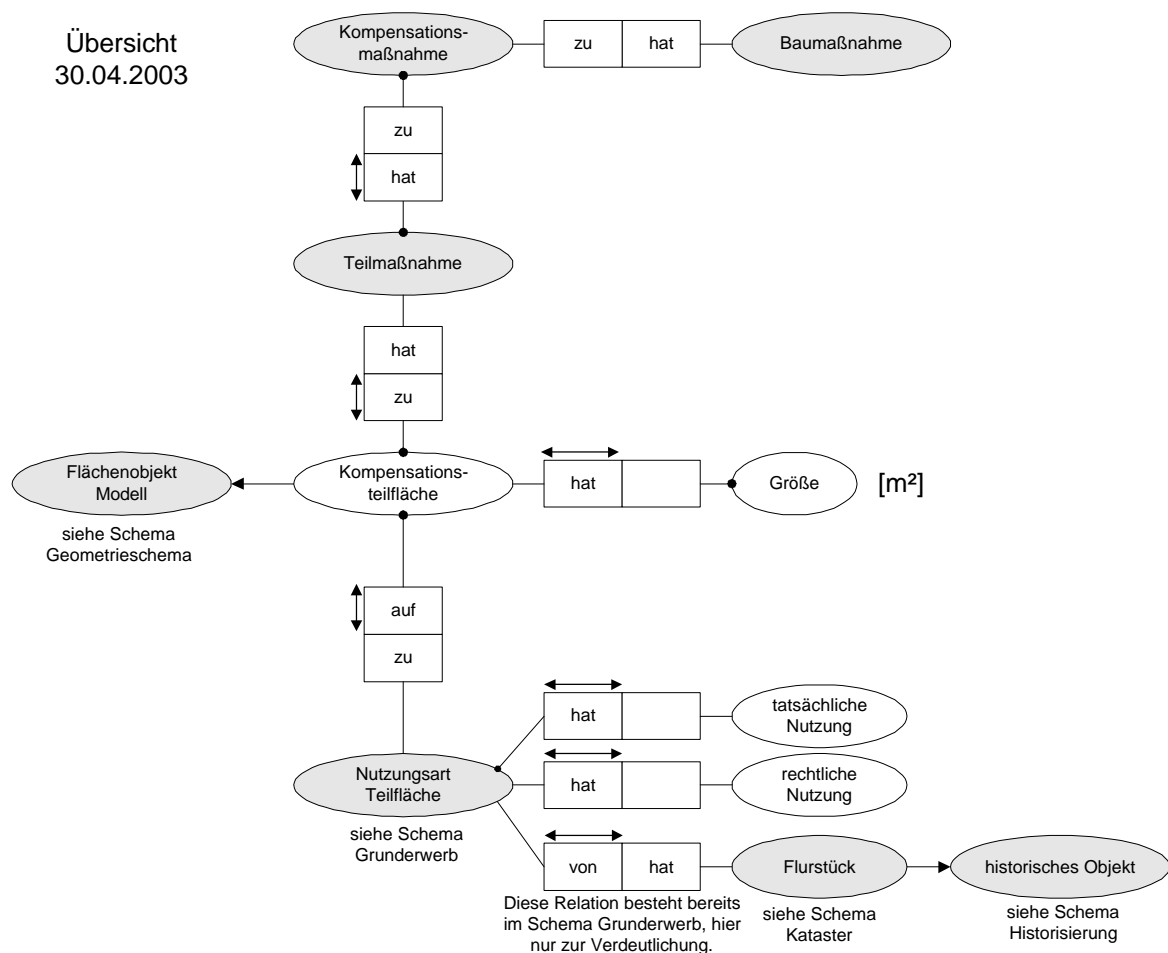 Übersicht
30.04.2003
Kompensations-
maßnahme
zu
hat
Baumaßnahme
zu
hat
Teilmaßnahme
hat
zu
Flächenobjekt
Modell
siehe Schema
Geometrieschema
Kompensations-
teilfläche
hat
Größe
[m²]
auf
zu
hat
tatsächliche
Nutzung
Nutzungsart
Teilfläche
siehe Schema
Grunderwerb
hat
rechtliche
Nutzung
von
hat
Diese Relation besteht bereits
im Schema Grunderwerb, hier
nur zur Verdeutlichung.
Flurstück
siehe Schema
Kataster
historisches Objekt
siehe Schema
Historisierung